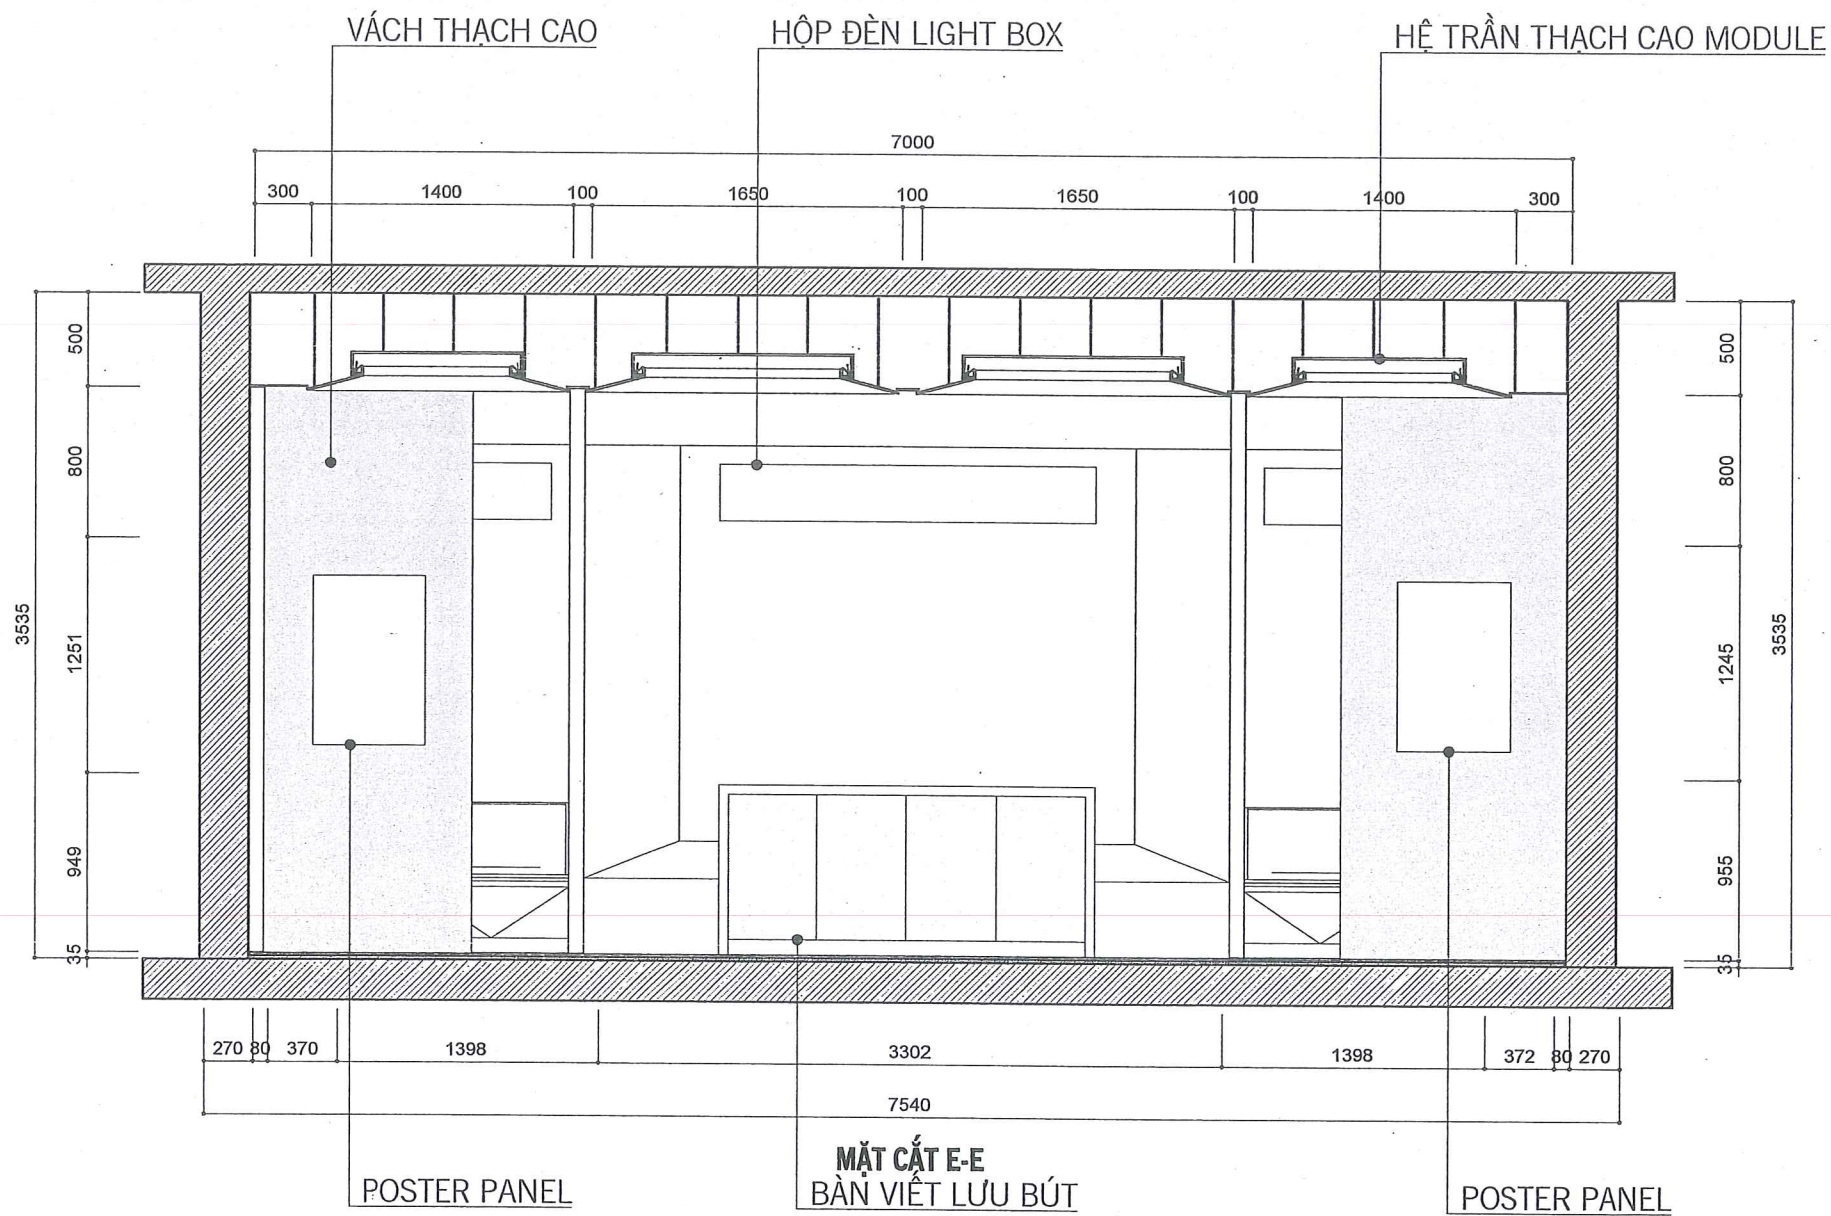 VÁCH THẠCH CAO
HỘP ĐÈN LIGHT BOX
HỆ TRẦN THẠCH CAO MODULE
7000
300 1400 100 1650 100 1650 100 1400 300
3535
500
800
1251
949
35
500
800
1245
955
35
3535
270 80 370 1398 3302 1398 372 80 270
7540
MẶT CẮT E-E
POSTER PANEL
BÀN VIẾT LƯU BÚT
POSTER PANEL